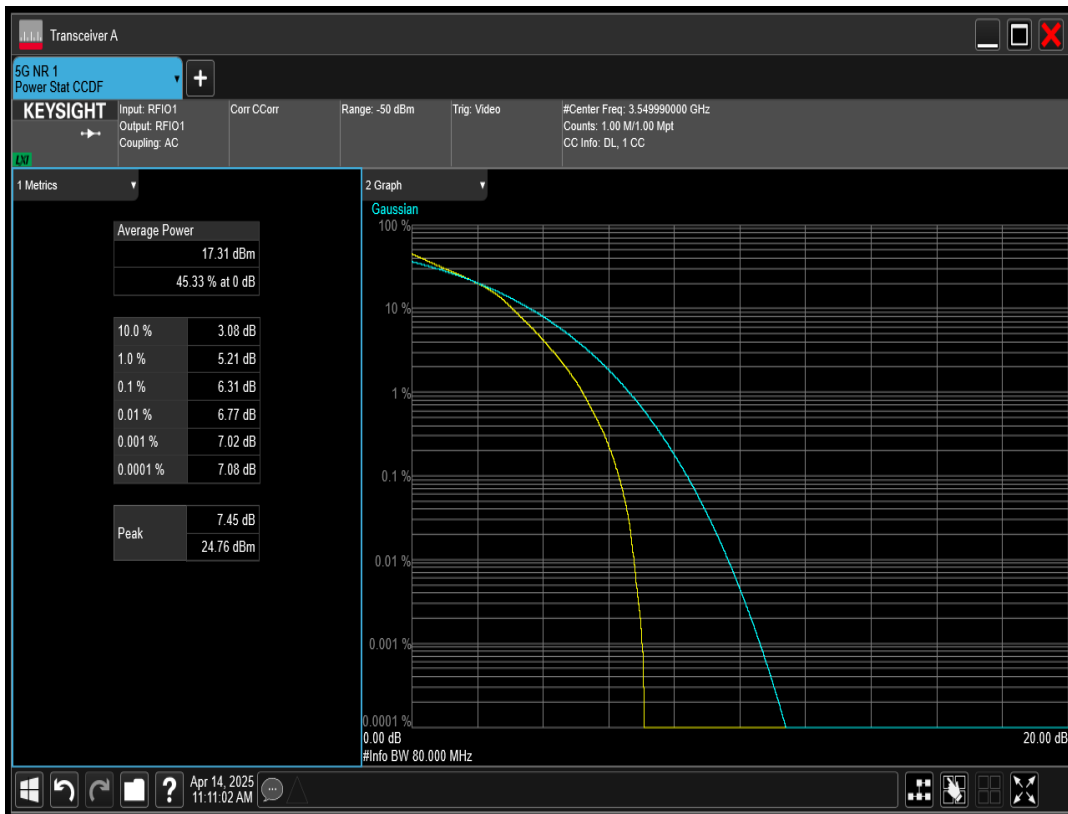 Transceiver A
5G NR 1
Power Stat CCDF
+
KEYSIGHT
LXI
Input: RFIO1
Output: RFIO1
Coupling: AC
Corr CCorr
Range: -50 dBm
Trig: Video
#Center Freq: 3.549990000 GHz
Counts: 1.00 M/1.00 Mpt
CC Info: DL, 1 CC
1 Metrics
Average Power
17.31 dBm
45.33 % at 0 dB
10.0 % 3.08 dB
1.0 % 5.21 dB
0.1 % 6.31 dB
0.01 % 6.77 dB
0.001 % 7.02 dB
0.0001 % 7.08 dB
Peak
7.45 dB
24.76 dBm
2 Graph
Gaussian
100 %
10 %
1 %
0.1 %
0.01 %
0.001 %
0.0001 %
0.00 dB
20.00 dB
#Info BW 80.000 MHz
?
Apr 14, 2025
11:11:02 AM